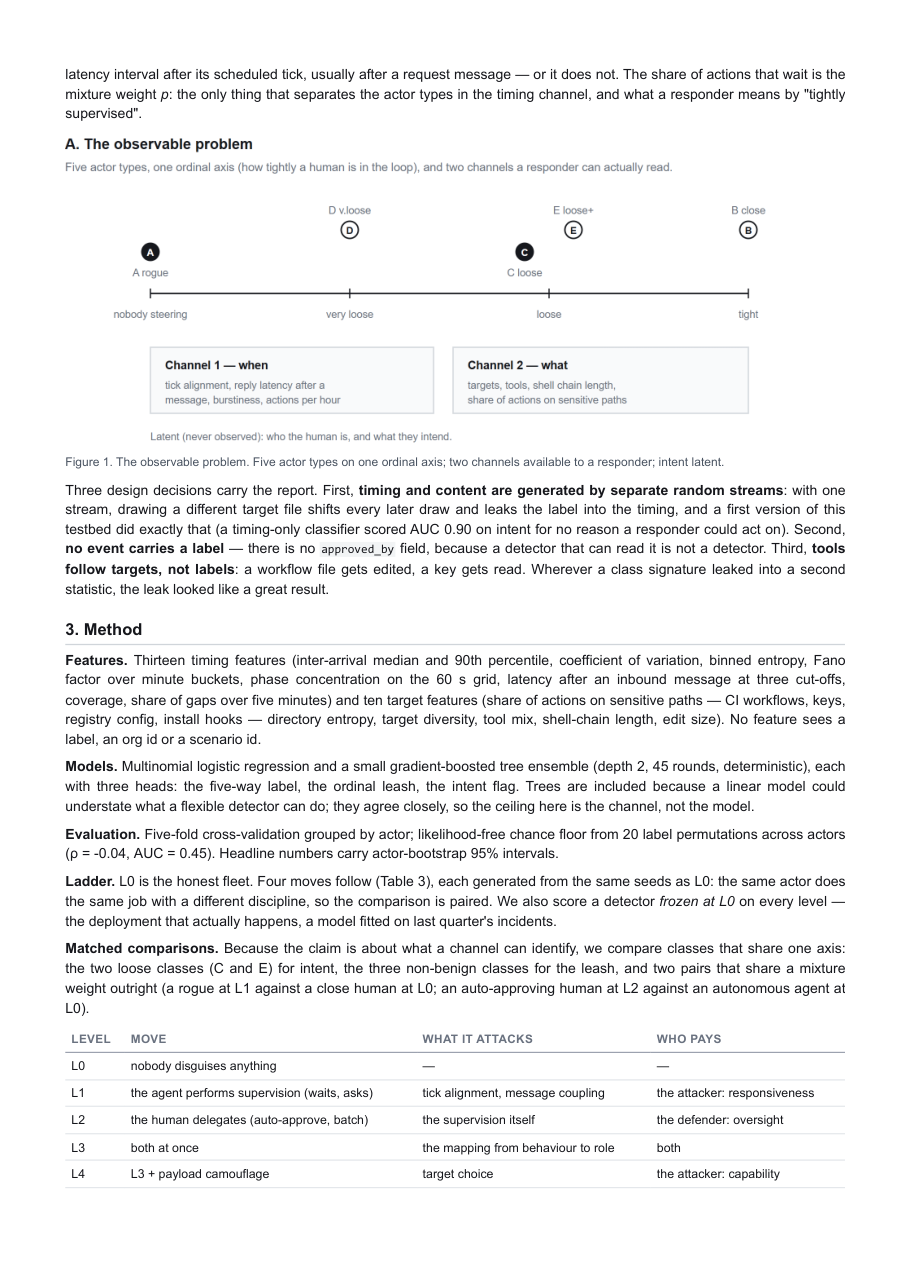 latency interval after its scheduled tick, usually after a request message — or it does not. The share of actions that wait is the
mixture weight p: the only thing that separates the actor types in the timing channel, and what a responder means by "tightly
supervised".
A. The observable problem
Five actor types, one ordinal axis (how tightly a human is in the loop), and two channels a responder can actually read.
D v.loose
E loose+
B close
D
E
B
A
C
A rogue
C loose
nobody steering
very loose
loose
tight
Channel 1 — when
tick alignment, reply latency after a
message, burstiness, actions per hour
Channel 2 — what
targets, tools, shell chain length,
share of actions on sensitive paths
Latent (never observed): who the human is, and what they intend.
Figure 1. The observable problem. Five actor types on one ordinal axis; two channels available to a responder; intent latent.
Three design decisions carry the report. First, timing and content are generated by separate random streams: with one
stream, drawing a different target file shifts every later draw and leaks the label into the timing, and a first version of this
testbed did exactly that (a timing-only classifier scored AUC 0.90 on intent for no reason a responder could act on). Second,
no event carries a label — there is no approved_by field, because a detector that can read it is not a detector. Third, tools
follow targets, not labels: a workflow file gets edited, a key gets read. Wherever a class signature leaked into a second
statistic, the leak looked like a great result.
3. Method
Features. Thirteen timing features (inter-arrival median and 90th percentile, coefficient of variation, binned entropy, Fano
factor over minute buckets, phase concentration on the 60 s grid, latency after an inbound message at three cut-offs,
coverage, share of gaps over five minutes) and ten target features (share of actions on sensitive paths — CI workflows, keys,
registry config, install hooks — directory entropy, target diversity, tool mix, shell-chain length, edit size). No feature sees a
label, an org id or a scenario id.
Models. Multinomial logistic regression and a small gradient-boosted tree ensemble (depth 2, 45 rounds, deterministic), each
with three heads: the five-way label, the ordinal leash, the intent flag. Trees are included because a linear model could
understate what a flexible detector can do; they agree closely, so the ceiling here is the channel, not the model.
Evaluation. Five-fold cross-validation grouped by actor; likelihood-free chance floor from 20 label permutations across actors
(ρ = -0.04, AUC = 0.45). Headline numbers carry actor-bootstrap 95% intervals.
Ladder. L0 is the honest fleet. Four moves follow (Table 3), each generated from the same seeds as L0: the same actor does
the same job with a different discipline, so the comparison is paired. We also score a detector frozen at L0 on every level —
the deployment that actually happens, a model fitted on last quarter's incidents.
Matched comparisons. Because the claim is about what a channel can identify, we compare classes that share one axis:
the two loose classes (C and E) for intent, the three non-benign classes for the leash, and two pairs that share a mixture
weight outright (a rogue at L1 against a close human at L0; an auto-approving human at L2 against an autonomous agent at
L0).
LEVEL MOVE WHAT IT ATTACKS WHO PAYS
L0 nobody disguises anything — —
L1 the agent performs supervision (waits, asks) tick alignment, message coupling the attacker: responsiveness
L2 the human delegates (auto-approve, batch) the supervision itself the defender: oversight
L3 both at once the mapping from behaviour to role both
L4 L3 + payload camouflage target choice the attacker: capability